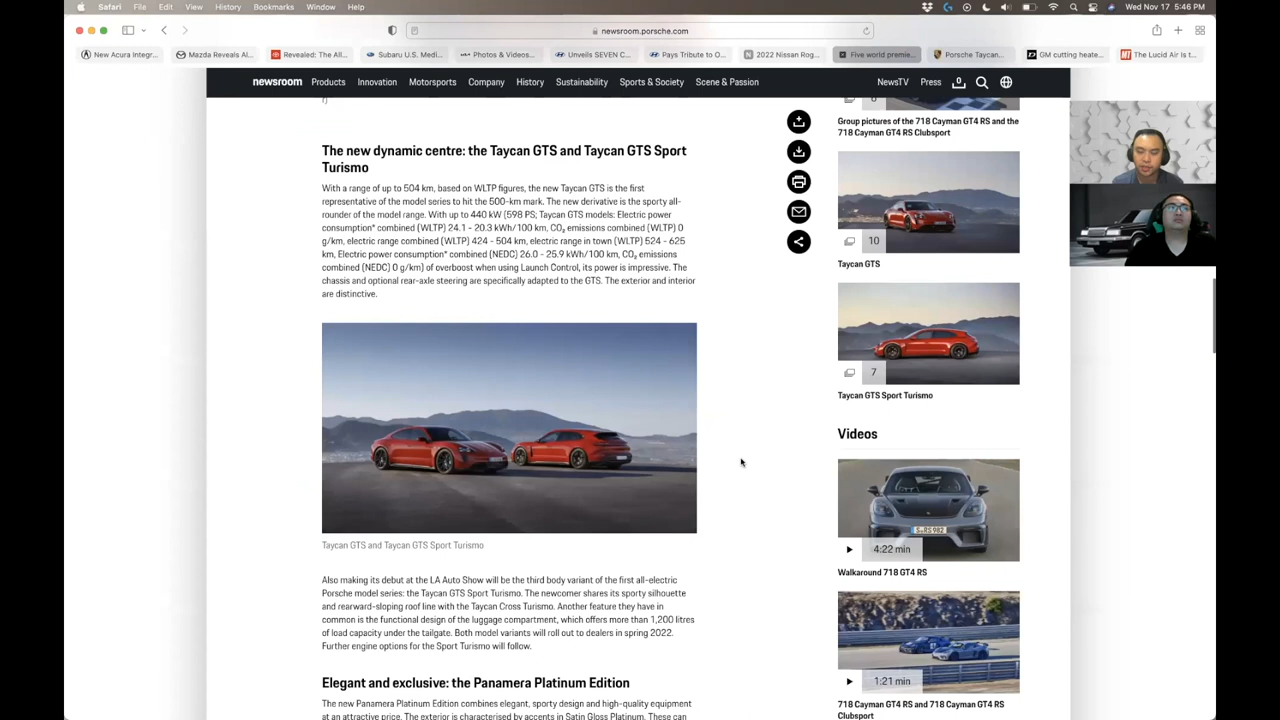 Safari File Edit View History Bookmarks Window Help
Wed Nov 17 5:46 PM
newsroom.porsche.com
New Acura Integr...
Mazda Reveals Al...
Revealed: The All...
Subaru U.S. Medi...
Photos & Videos...
Unveils SEVEN C...
Pays Tribute to O...
2022 Nissan Rog...
Five world premie...
Porsche Taycan...
GM cutting heate...
The Lucid Air is t...
newsroom Products Innovation Motorsports Company History Sustainability Sports & Society Scene & Passion
NewsTV Press 0
The new dynamic centre: the Taycan GTS and Taycan GTS Sport
Turismo
With a range of up to 504 km, based on WLTP figures, the new Taycan GTS is the first
representative of the model series to hit the 500-km mark. The new derivative is the sporty all-
rounder of the model range. With up to 440 kW (598 PS; Taycan GTS models: Electric power
consumption* combined (WLTP) 24.1 - 20.3 kWh/100 km, CO₂ emissions combined (WLTP) 0
g/km, electric range combined (WLTP) 424 - 504 km, electric range in town (WLTP) 524 - 625
km, Electric power consumption* combined (NEDC) 26.0 - 25.9 kWh/100 km, CO₂ emissions
combined (NEDC) 0 g/km) of overboost when using Launch Control, its power is impressive. The
chassis and optional rear-axle steering are specifically adapted to the GTS. The exterior and interior
are distinctive.
Taycan GTS and Taycan GTS Sport Turismo
Also making its debut at the LA Auto Show will be the third body variant of the first all-electric
Porsche model series: the Taycan GTS Sport Turismo. The newcomer shares its sporty silhouette
and rearward-sloping roof line with the Taycan Cross Turismo. Another feature they have in
common is the functional design of the luggage compartment, which offers more than 1,200 litres
of load capacity under the tailgate. Both model variants will roll out to dealers in spring 2022.
Further engine options for the Sport Turismo will follow.
Elegant and exclusive: the Panamera Platinum Edition
The new Panamera Platinum Edition combines elegant, sporty design and high-quality equipment
at an attractive price. The exterior is characterised by accents in Satin Gloss Platinum. These can
Group pictures of the 718 Cayman GT4 RS and the
718 Cayman GT4 RS Clubsport
10
Taycan GTS
7
Taycan GTS Sport Turismo
Videos
S·RS 982
4:22 min
Walkaround 718 GT4 RS
1:21 min
718 Cayman GT4 RS and 718 Cayman GT4 RS
Clubsport